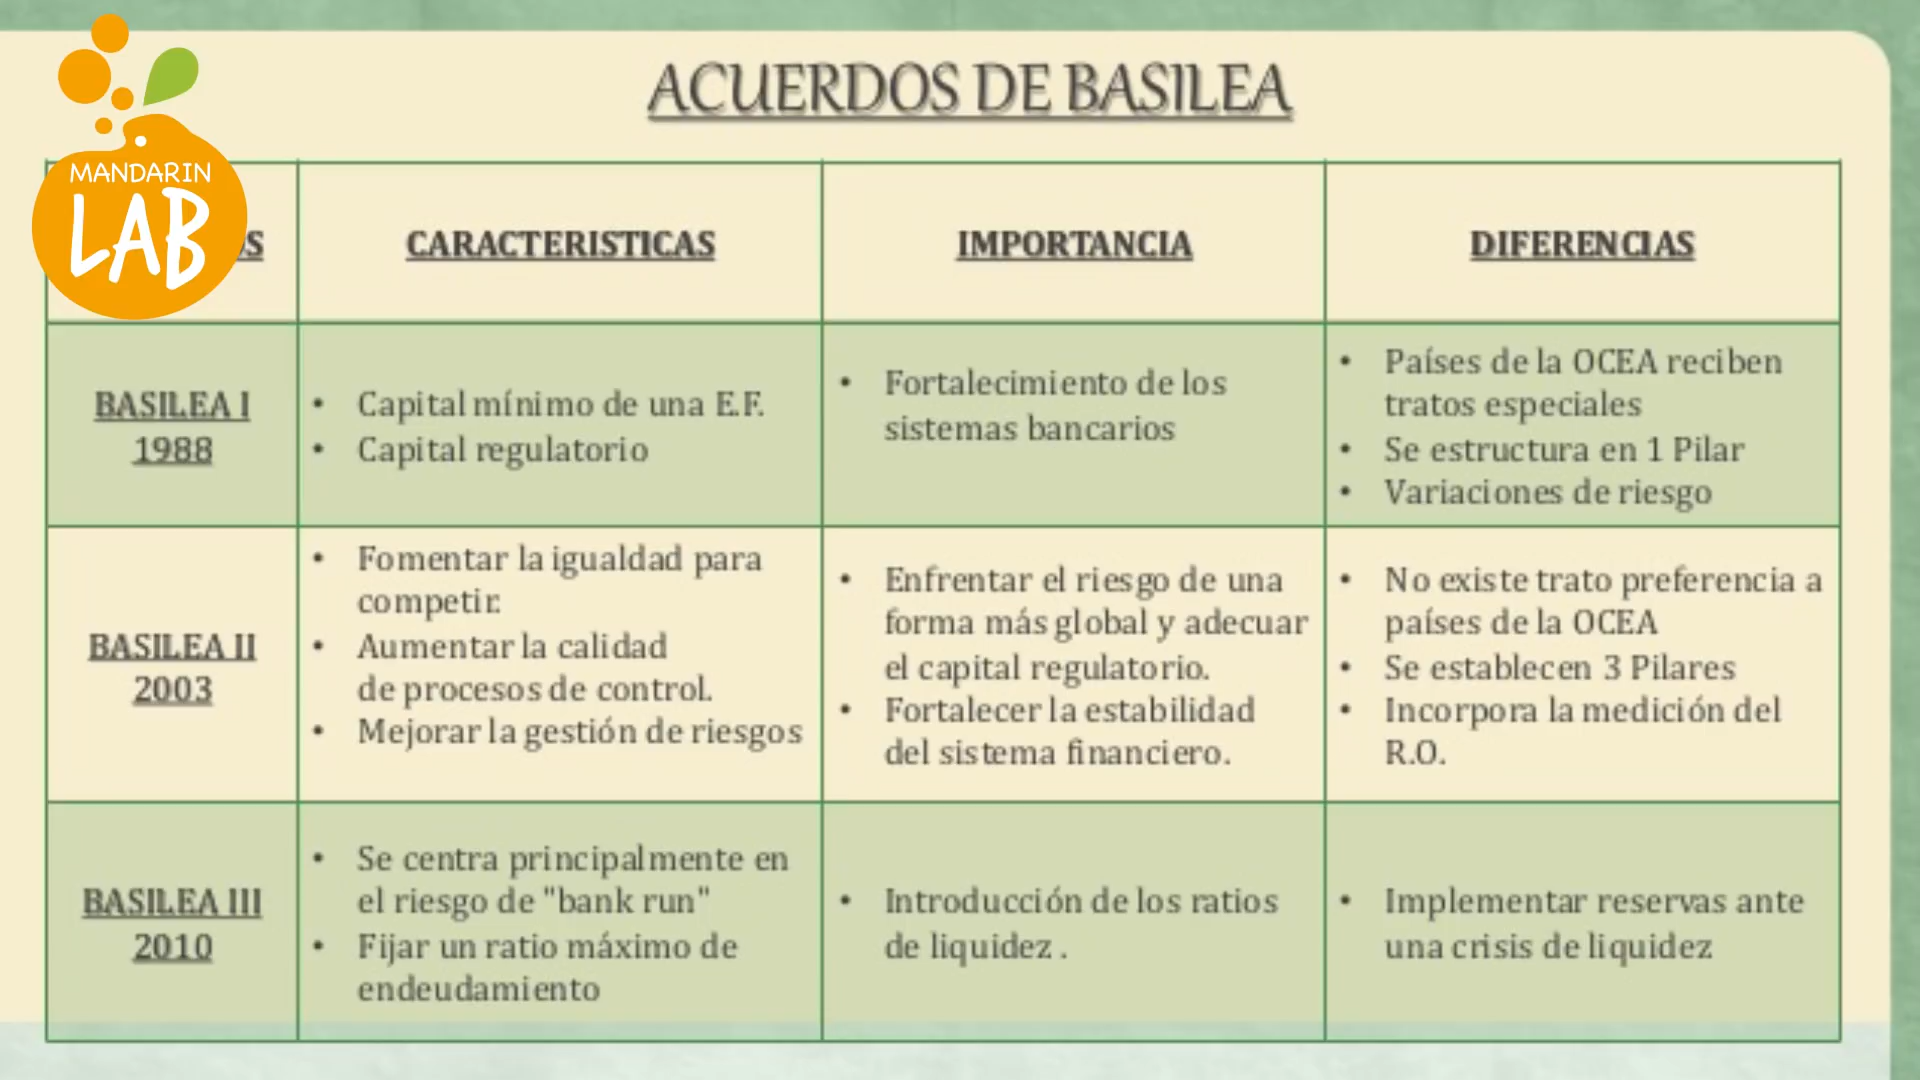 MANDARIN
LAB
ACUERDOS DE BASILEA
CARACTERISTICAS
IMPORTANCIA
DIFERENCIAS
BASILEA I
1988
• Capital mínimo de una E.F.
• Capital regulatorio
• Fortalecimiento de los
sistemas bancarios
• Países de la OCEA reciben
tratos especiales
• Se estructura en 1 Pilar
• Variaciones de riesgo
BASILEA II
2003
• Fomentar la igualdad para
competir.
• Aumentar la calidad
de procesos de control.
• Mejorar la gestión de riesgos
• Enfrentar el riesgo de una
forma más global y adecuar
el capital regulatorio.
• Fortalecer la estabilidad
del sistema financiero.
• No existe trato preferencia a
países de la OCEA
• Se establecen 3 Pilares
• Incorpora la medición del
R.O.
BASILEA III
2010
• Se centra principalmente en
el riesgo de "bank run"
• Fijar un ratio máximo de
endeudamiento
• Introducción de los ratios
de liquidez .
• Implementar reservas ante
una crisis de liquidez